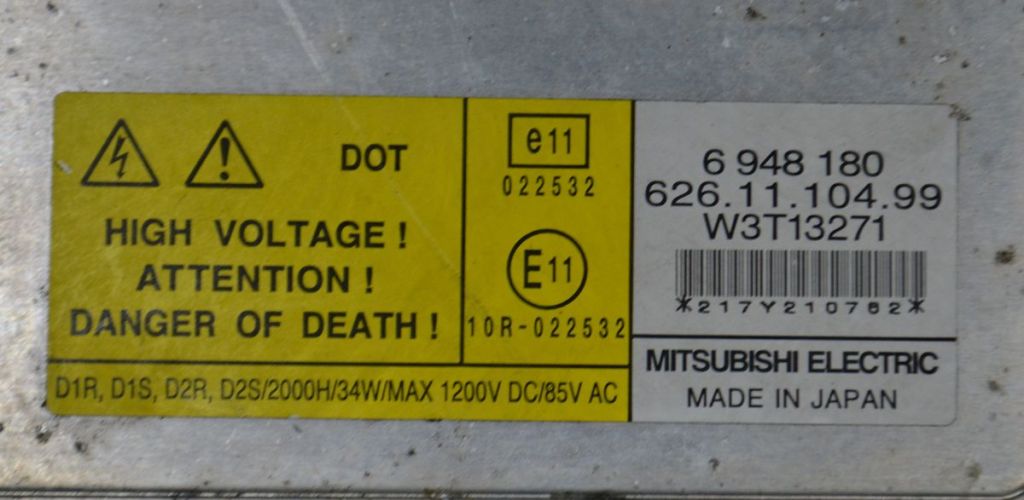 DOT
HIGH VOLTAGE !
ATTENTION !
DANGER OF DEATH !
D1R, D1S, D2R, D2S/2000H/34W/MAX 1200V DC/85V AC
e11
022532
E11
10R-022532
6 948 180
626.11.104.99
W3T13271
*217Y210762*
MITSUBISHI ELECTRIC
MADE IN JAPAN